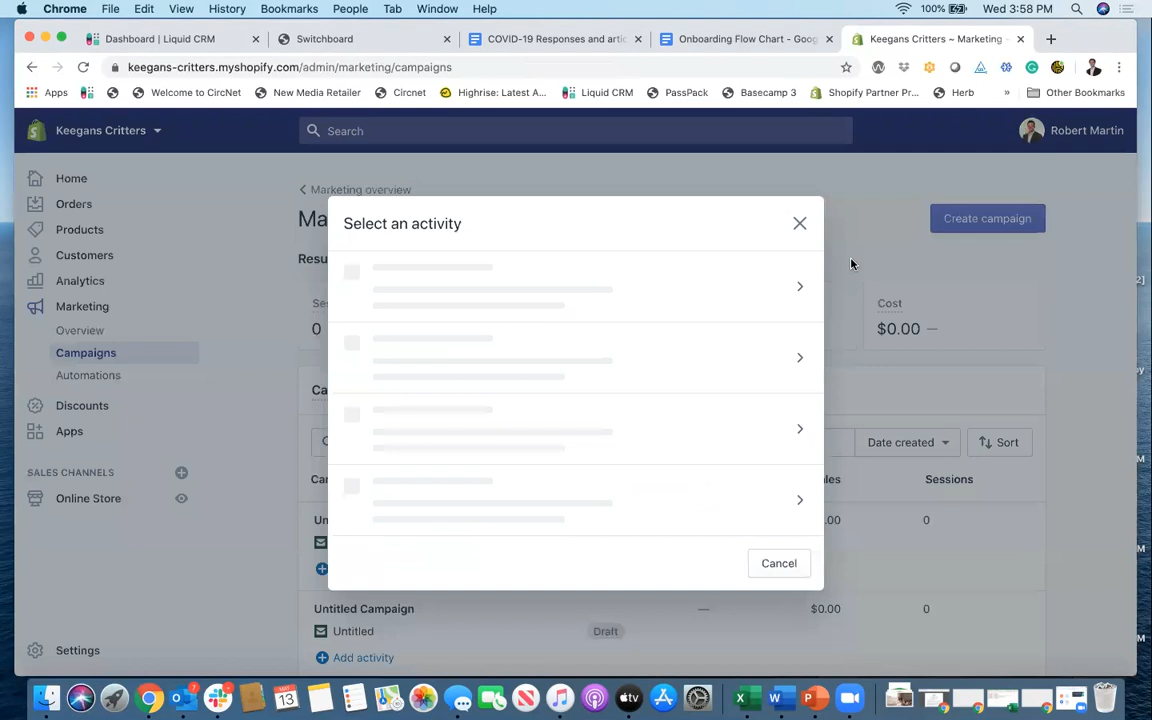 Chrome File Edit View History Bookmarks People Tab Window Help 100% Wed 3:58 PM
Dashboard | Liquid CRM
Switchboard
COVID-19 Responses and artic
Onboarding Flow Chart - Goog
Keegans Critters ~ Marketing -
keegans-critters.myshopify.com/admin/marketing/campaigns
Apps Welcome to CircNet New Media Retailer Circnet Highrise: Latest A... Liquid CRM PassPack Basecamp 3 Shopify Partner Pr... Herb » Other Bookmarks
Keegans Critters
Search
Robert Martin
Home
Orders
Products
Customers
Analytics
Marketing
Overview
Campaigns
Automations
Discounts
Apps
SALES CHANNELS
Online Store
Settings
Marketing overview
Ma
Create campaign
Resu
Ses
0
Cost
$0.00 —
Select an activity
Cancel
Ca
Date created
Sort
Car
ales
Sessions
Un
.00
0
Untitled Campaign — $0.00 0
Untitled Draft
Add activity
2]